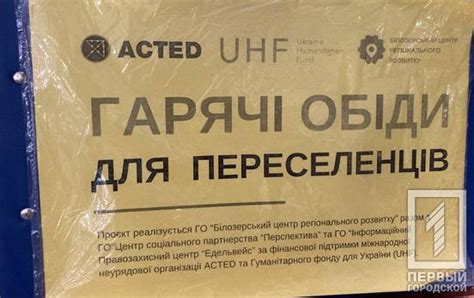 ACTED UHF Ukraine Humanitarian Fund БІЛОЗЕРСЬКИЙ ЦЕНТР РЕГІОНАЛЬНОГО РОЗВИТКУ
ГАРЯЧІ ОБІДИ
ДЛЯ ПЕРЕСЕЛЕНЦІВ
Проєкт реалізується ГО "Білозерський центр регіонального розвитку" разом з
ГО "Центр соціального партнерства "Перспектива" та ГО "Інформаційний
Правозахисний центр "Едельвейс" за фінансової підтримки міжнародної
неурядової організації ACTED та Гуманітарного фонду для України (UHF).
1
ПЕРВЫЙ
ГОРОДСКОЙ